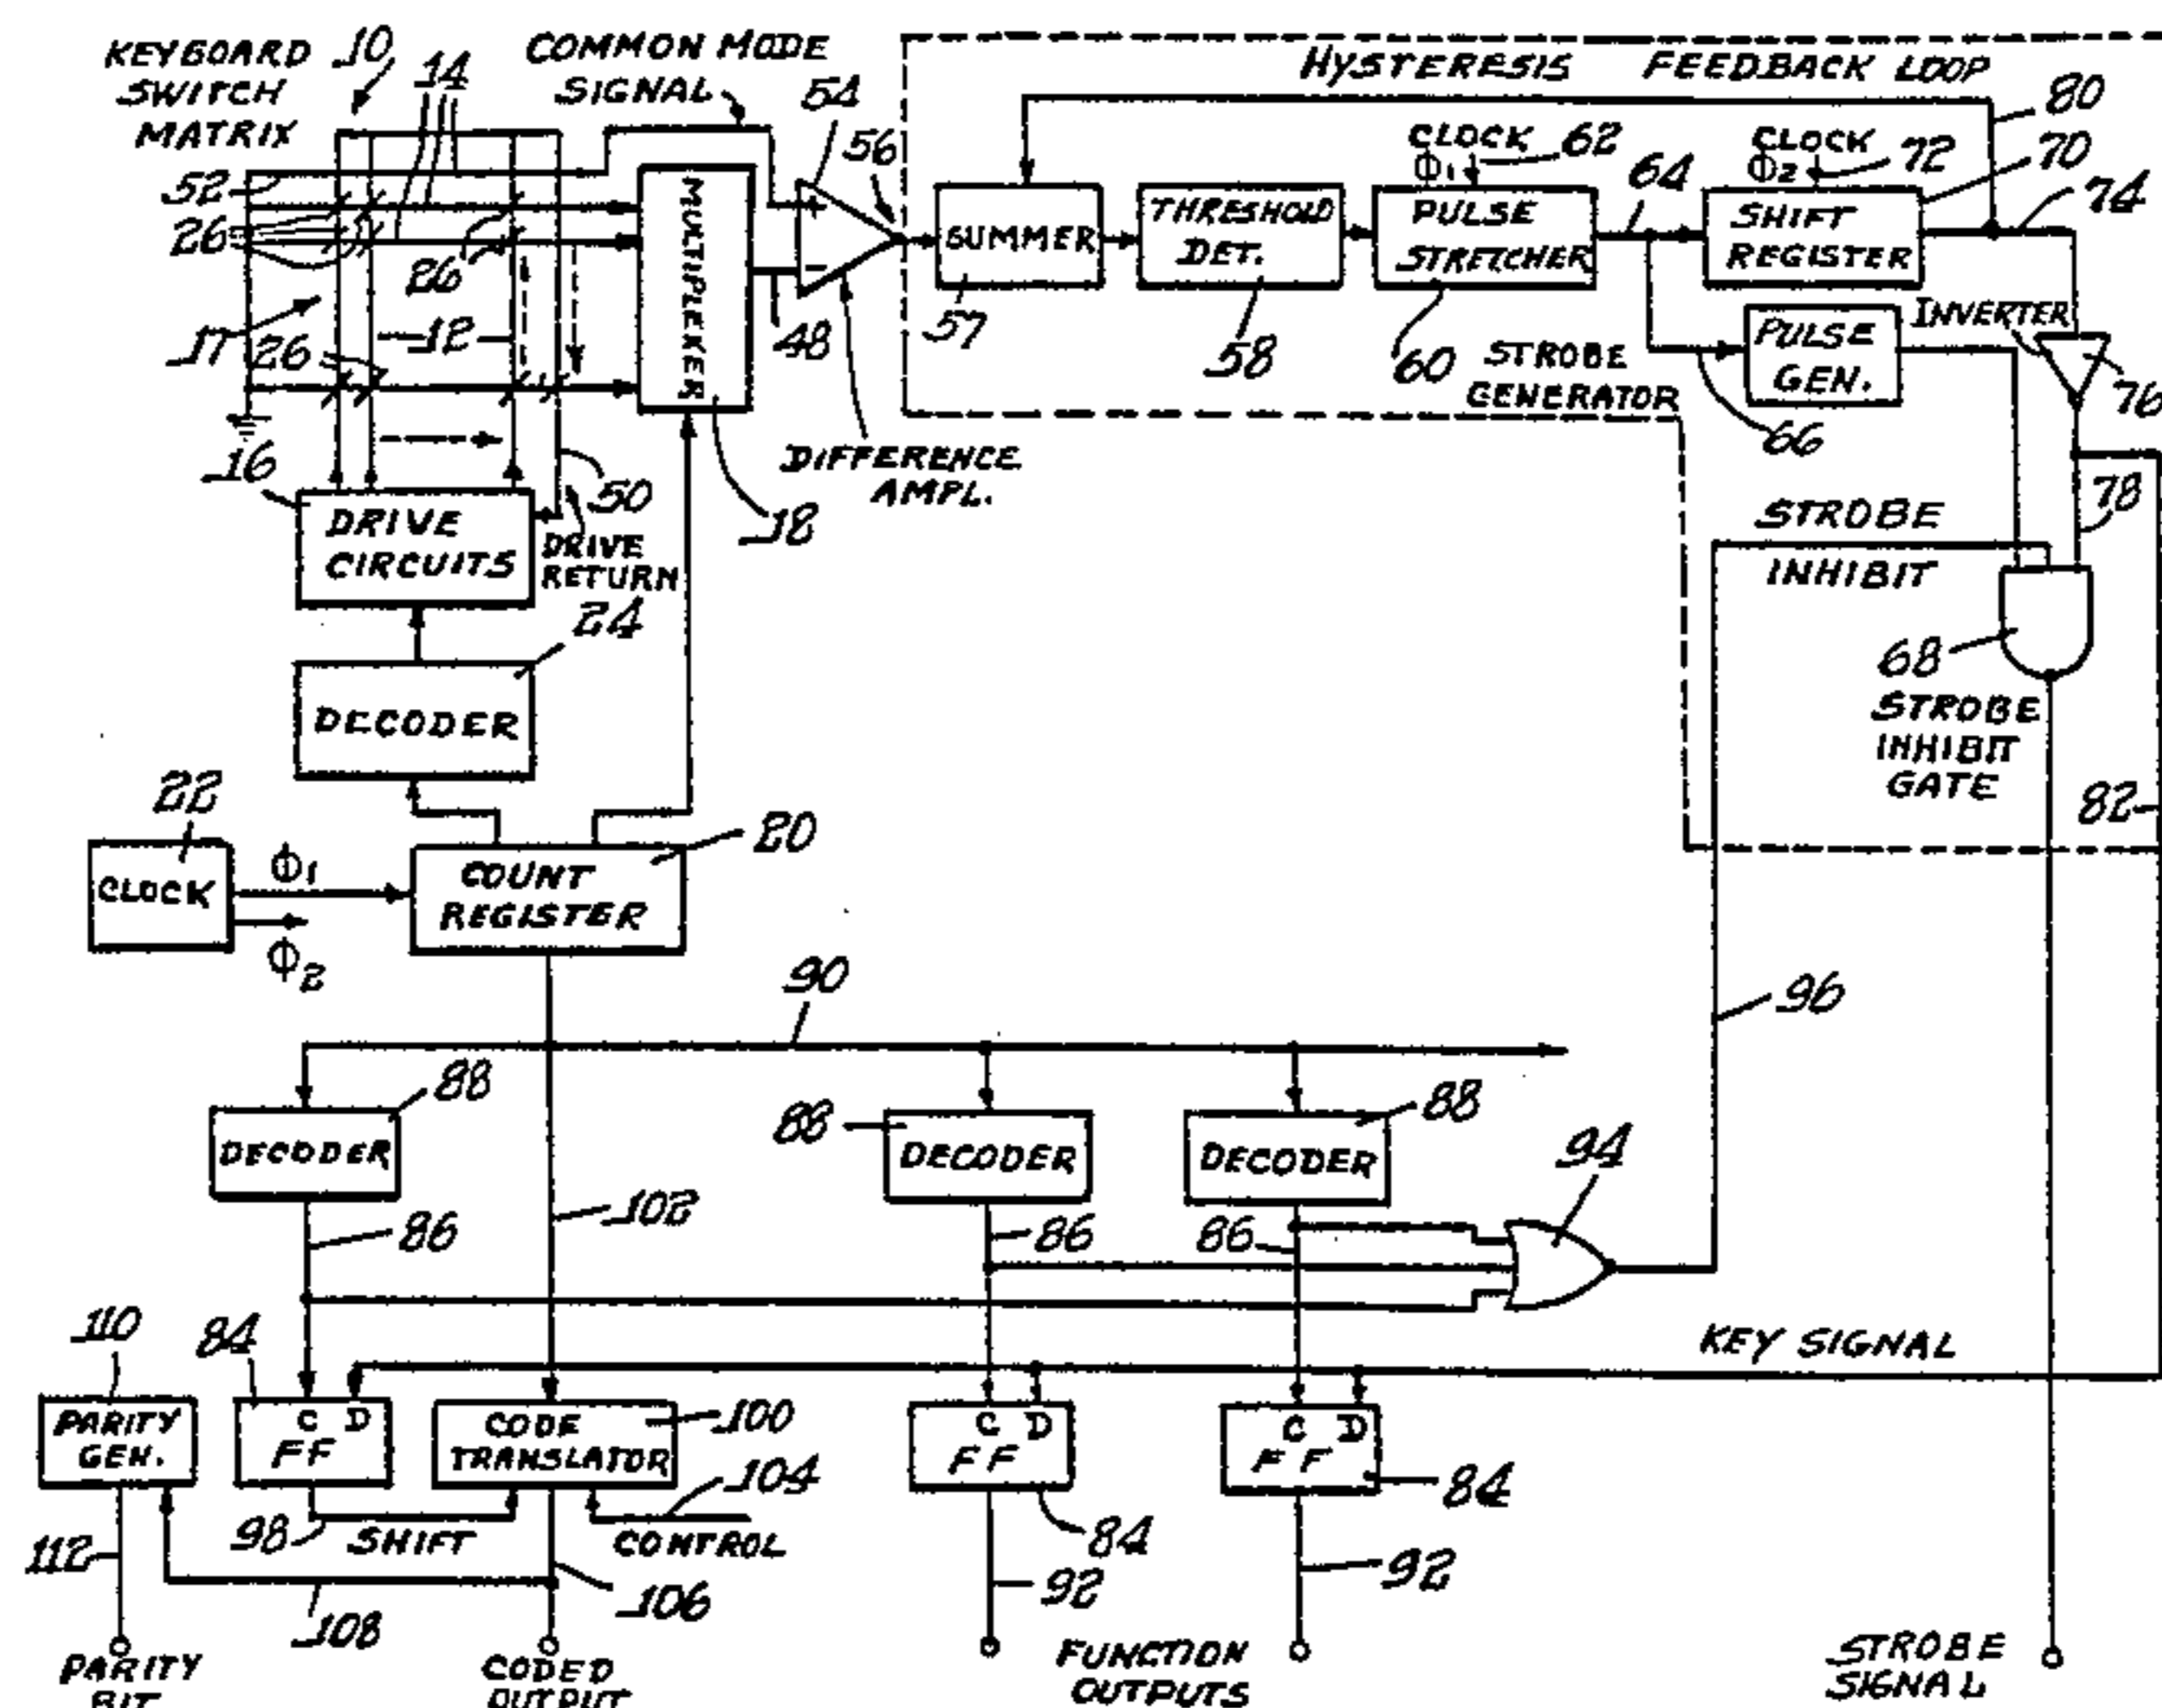 KEYBOARD
SWITCH
MATRIX
10
14
COMMON MODE
SIGNAL
54
56
HYSTERESIS FEEDBACK LOOP
80
CLOCK
Φ1
62
64
CLOCK
Φ2
72
70
74
52
26
26
17
12
26
MULTIPLEXER
48
SUMMER
57
THRESHOLD
DET.
58
PULSE
STRETCHER
60
SHIFT
REGISTER
STROBE
GENERATOR
PULSE
GEN.
66
INVERTER
76
DIFFERENCE
AMPL.
16
DRIVE
CIRCUITS
50
DRIVE
RETURN
18
78
STROBE
INHIBIT
24
DECODER
68
STROBE
INHIBIT
GATE
82
22
CLOCK
Φ1
Φ2
20
COUNT
REGISTER
90
96
88
DECODER
88
DECODER
88
DECODER
94
86
102
86
86
KEY SIGNAL
110
PARITY
GEN.
84
C D
FF
CODE
TRANSLATOR
100
C D
FF
84
C D
FF
84
98
SHIFT
104
CONTROL
112
108
106
92
92
PARITY
BIT
CODED
OUTPUT
FUNCTION
OUTPUTS
STROBE
SIGNAL